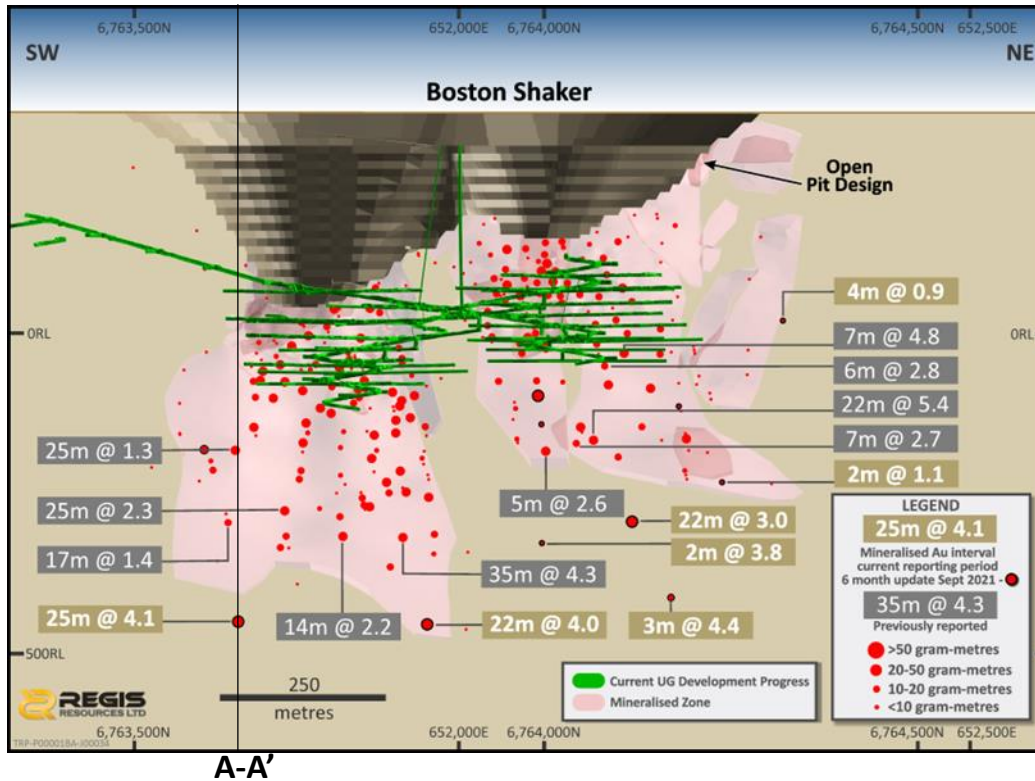 6,763,500N
652,000E
6,764,000N
6,764,500N
652,500E
SW
NE
Boston Shaker
Open
Pit Design
4m @ 0.9
0RL
0RL
7m @ 4.8
6m @ 2.8
22m @ 5.4
7m @ 2.7
2m @ 1.1
25m @ 1.3
25m @ 2.3
17m @ 1.4
25m @ 4.1
14m @ 2.2
35m @ 4.3
22m @ 4.0
5m @ 2.6
22m @ 3.0
2m @ 3.8
3m @ 4.4
500RL
LEGEND
25m @ 4.1
Mineralised Au interval
current reporting period
6 month update Sept 2021 -
35m @ 4.3
Previously reported
>50 gram-metres
20-50 gram-metres
10-20 gram-metres
<10 gram-metres
Current UG Development Progress
Mineralised Zone
REGIS
RESOURCES LTD
250
metres
6,763,500N
652,000E
6,764,000N
6,764,500N
652,500E
A-A'